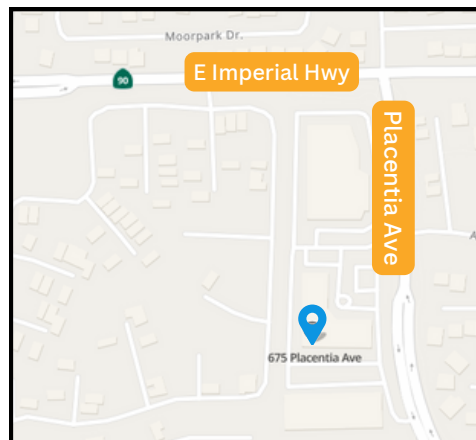 Moorpark Dr.
E Imperial Hwy
90
Placentia Ave
A
675 Placentia Ave